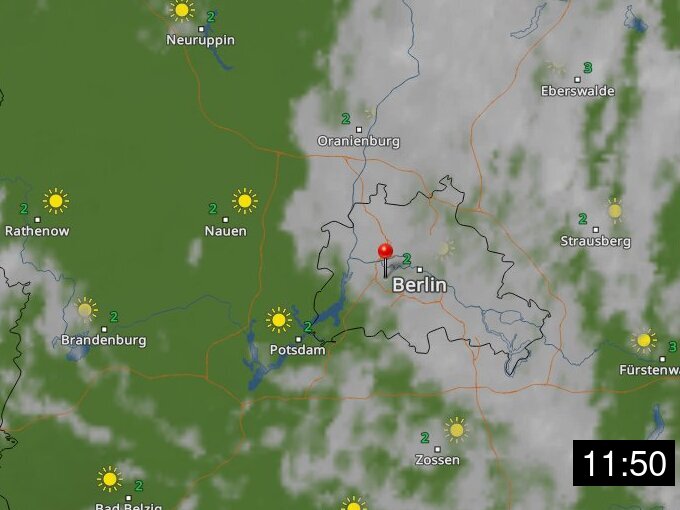 2
Neuruppin
3
Eberswalde
2
Oranienburg
2
Rathenow
2
Nauen
2
Strausberg
2
Berlin
2
Brandenburg
2
Potsdam
3
Fürstenwa
2
Zossen
11:50
2
Bad Belzig